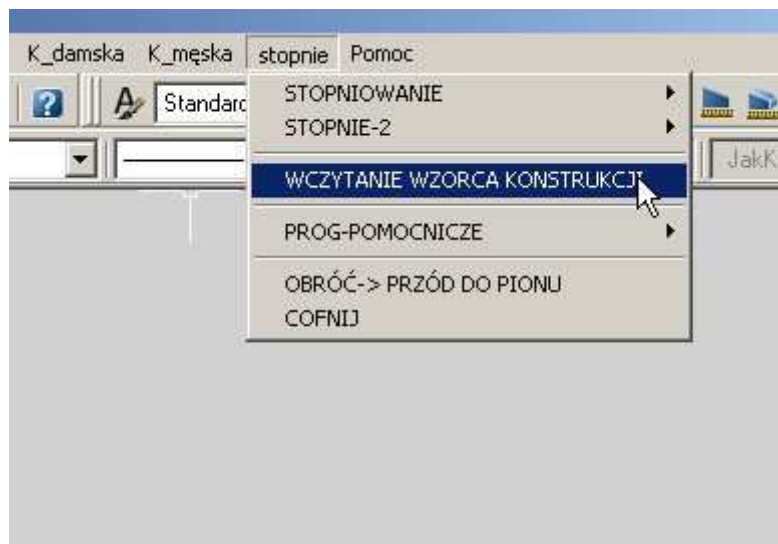 K_damska K_męska stopnie Pomoc
Standard
STOPNIOWANIE
STOPNIE-2
JakK
WCZYTANIE WZORCA KONSTRUKCJI
PROG-POMOCNICZE
OBRÓĆ-> PRZÓD DO PIONU
COFNIJ